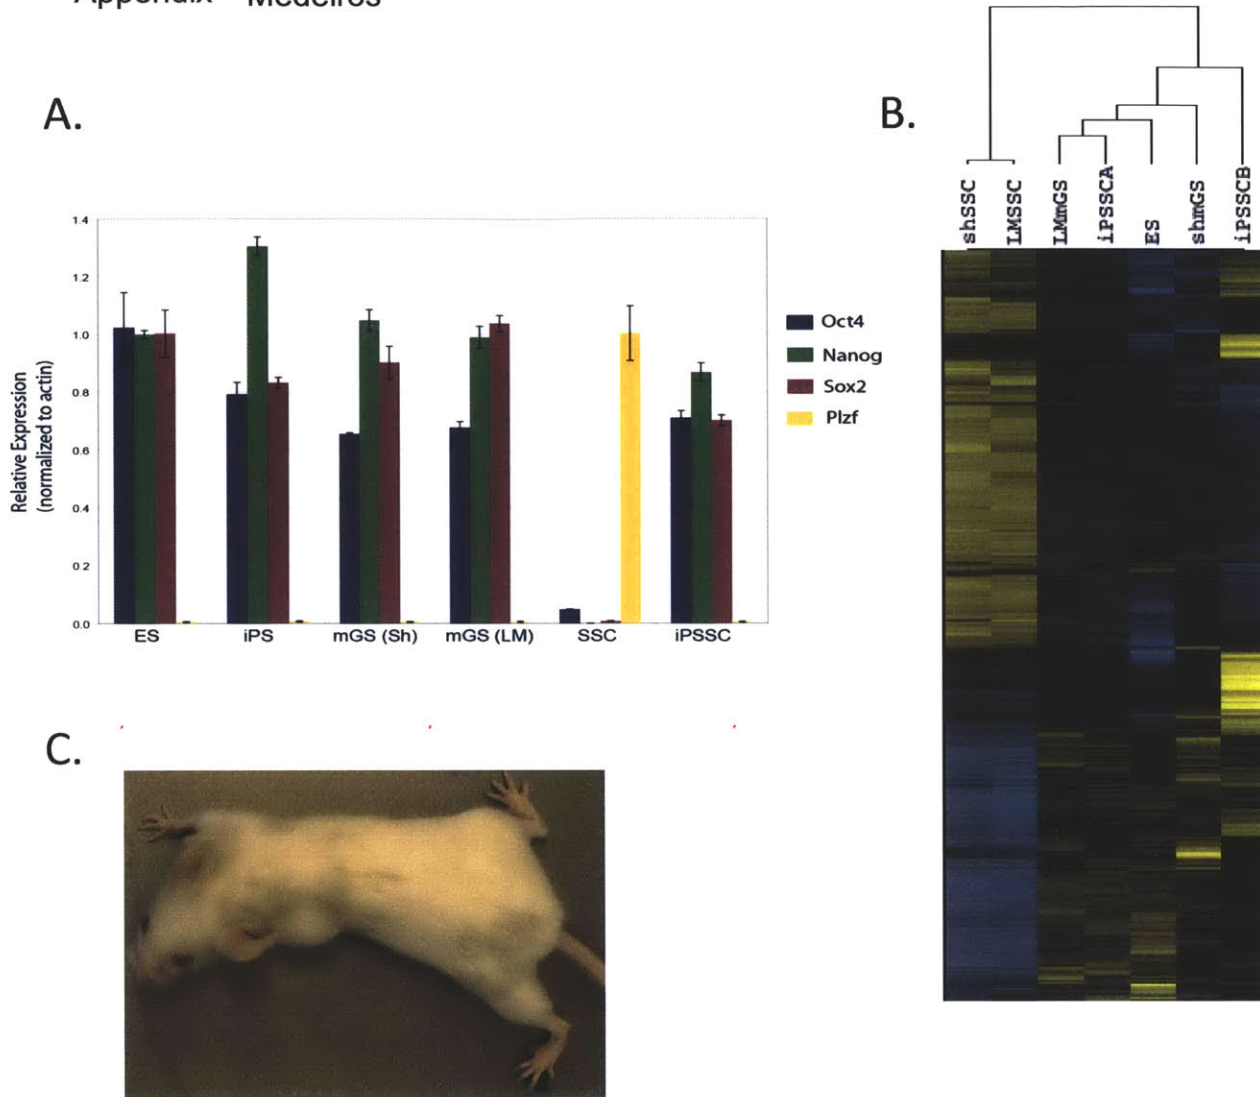 Appendix Medeiros
A.
B.
1.4
1.2
1.0
0.8
0.6
0.4
0.2
0.0
Relative Expression
(normalized to actin)
ES iPS mGS (Sh) mGS (LM) SSC iPSSC
Oct4
Nanog
Sox2
Plzf
shSSC
LMSSC
LMmGS
iPSSCA
ES
shmGS
iPSSCB
C.